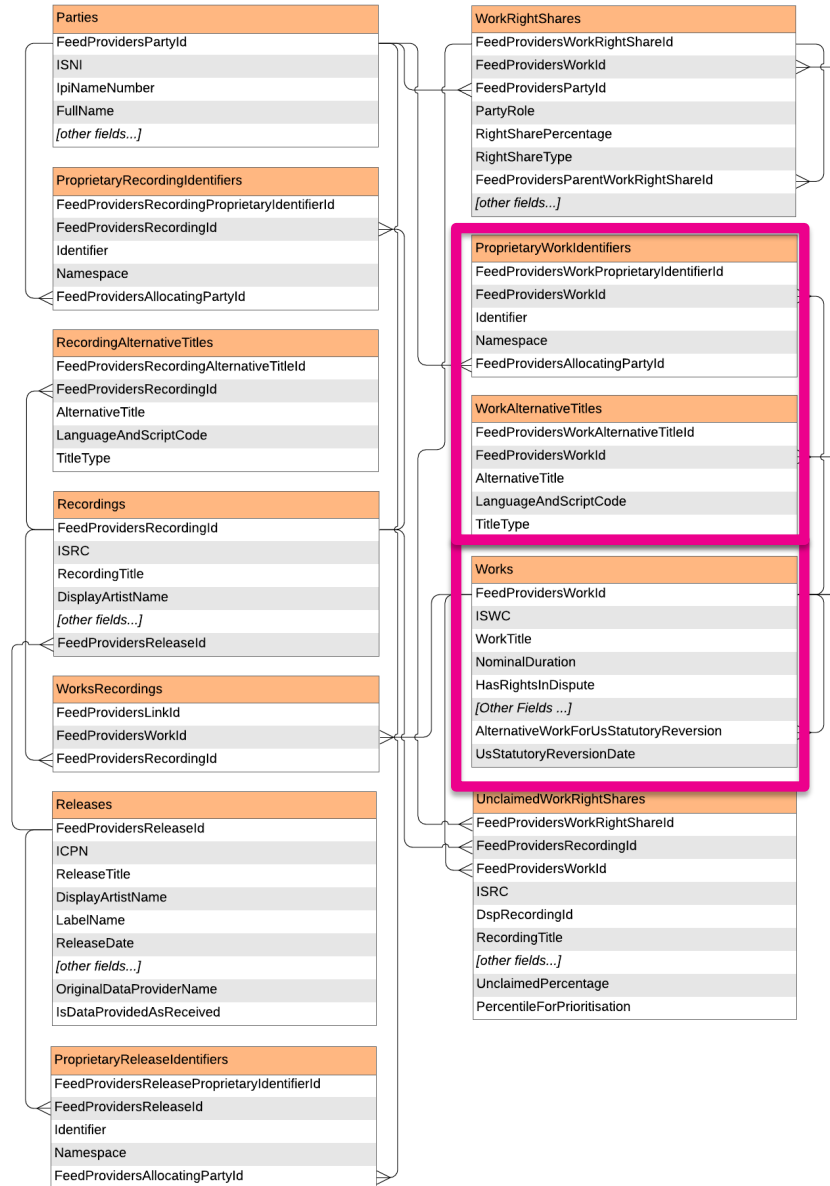 Parties
FeedProvidersPartyId
ISNI
IpiNameNumber
FullName
[other fields...]
ProprietaryRecordingIdentifiers
FeedProvidersRecordingProprietaryIdentifierId
FeedProvidersRecordingId
Identifier
Namespace
FeedProvidersAllocatingPartyId
RecordingAlternativeTitles
FeedProvidersRecordingAlternativeTitleId
FeedProvidersRecordingId
AlternativeTitle
LanguageAndScriptCode
TitleType
Recordings
FeedProvidersRecordingId
ISRC
RecordingTitle
DisplayArtistName
[other fields...]
FeedProvidersReleaseId
WorksRecordings
FeedProvidersLinkId
FeedProvidersWorkId
FeedProvidersRecordingId
Releases
FeedProvidersReleaseId
ICPN
ReleaseTitle
DisplayArtistName
LabelName
ReleaseDate
[other fields...]
OriginalDataProviderName
IsDataProvidedAsReceived
ProprietaryReleaseIdentifiers
FeedProvidersReleaseProprietaryIdentifierId
FeedProvidersReleaseId
Identifier
Namespace
FeedProvidersAllocatingPartyId
WorkRightShares
FeedProvidersWorkRightShareId
FeedProvidersWorkId
FeedProvidersPartyId
PartyRole
RightSharePercentage
RightShareType
FeedProvidersParentWorkRightShareId
[other fields...]
ProprietaryWorkIdentifiers
FeedProvidersWorkProprietaryIdentifierId
FeedProvidersWorkId
Identifier
Namespace
FeedProvidersAllocatingPartyId
WorkAlternativeTitles
FeedProvidersWorkAlternativeTitleId
FeedProvidersWorkId
AlternativeTitle
LanguageAndScriptCode
TitleType
Works
FeedProvidersWorkId
ISWC
WorkTitle
NominalDuration
HasRightsInDispute
[Other Fields ...]
AlternativeWorkForUsStatutoryReversion
UsStatutoryReversionDate
UnclaimedWorkRightShares
FeedProvidersWorkRightShareId
FeedProvidersRecordingId
FeedProvidersWorkId
ISRC
DspRecordingId
RecordingTitle
[other fields...]
UnclaimedPercentage
PercentileForPrioritisation